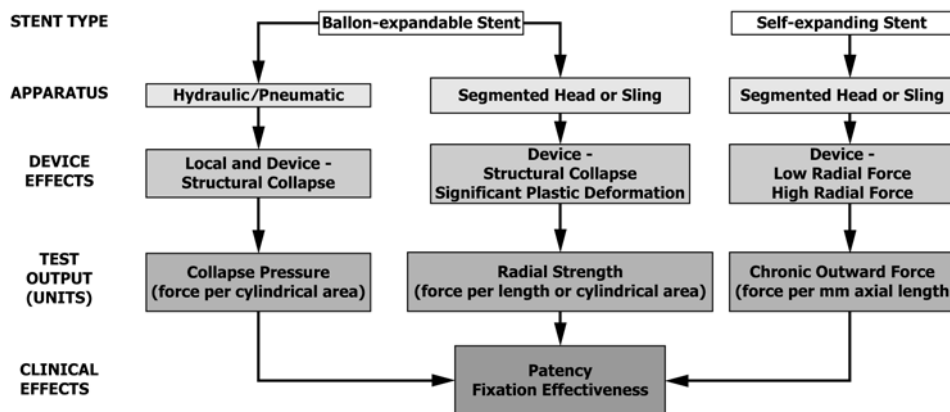 STENT TYPE
Ballon-expandable Stent
Self-expanding Stent
APPARATUS
Hydraulic/Pneumatic
Segmented Head or Sling
Segmented Head or Sling
DEVICE
EFFECTS
Local and Device -
Structural Collapse
Device -
Structural Collapse
Significant Plastic Deformation
Device -
Low Radial Force
High Radial Force
TEST
OUTPUT
(UNITS)
Collapse Pressure
(force per cylindrical area)
Radial Strength
(force per length or cylindrical area)
Chronic Outward Force
(force per mm axial length
CLINICAL
EFFECTS
Patency
Fixation Effectiveness